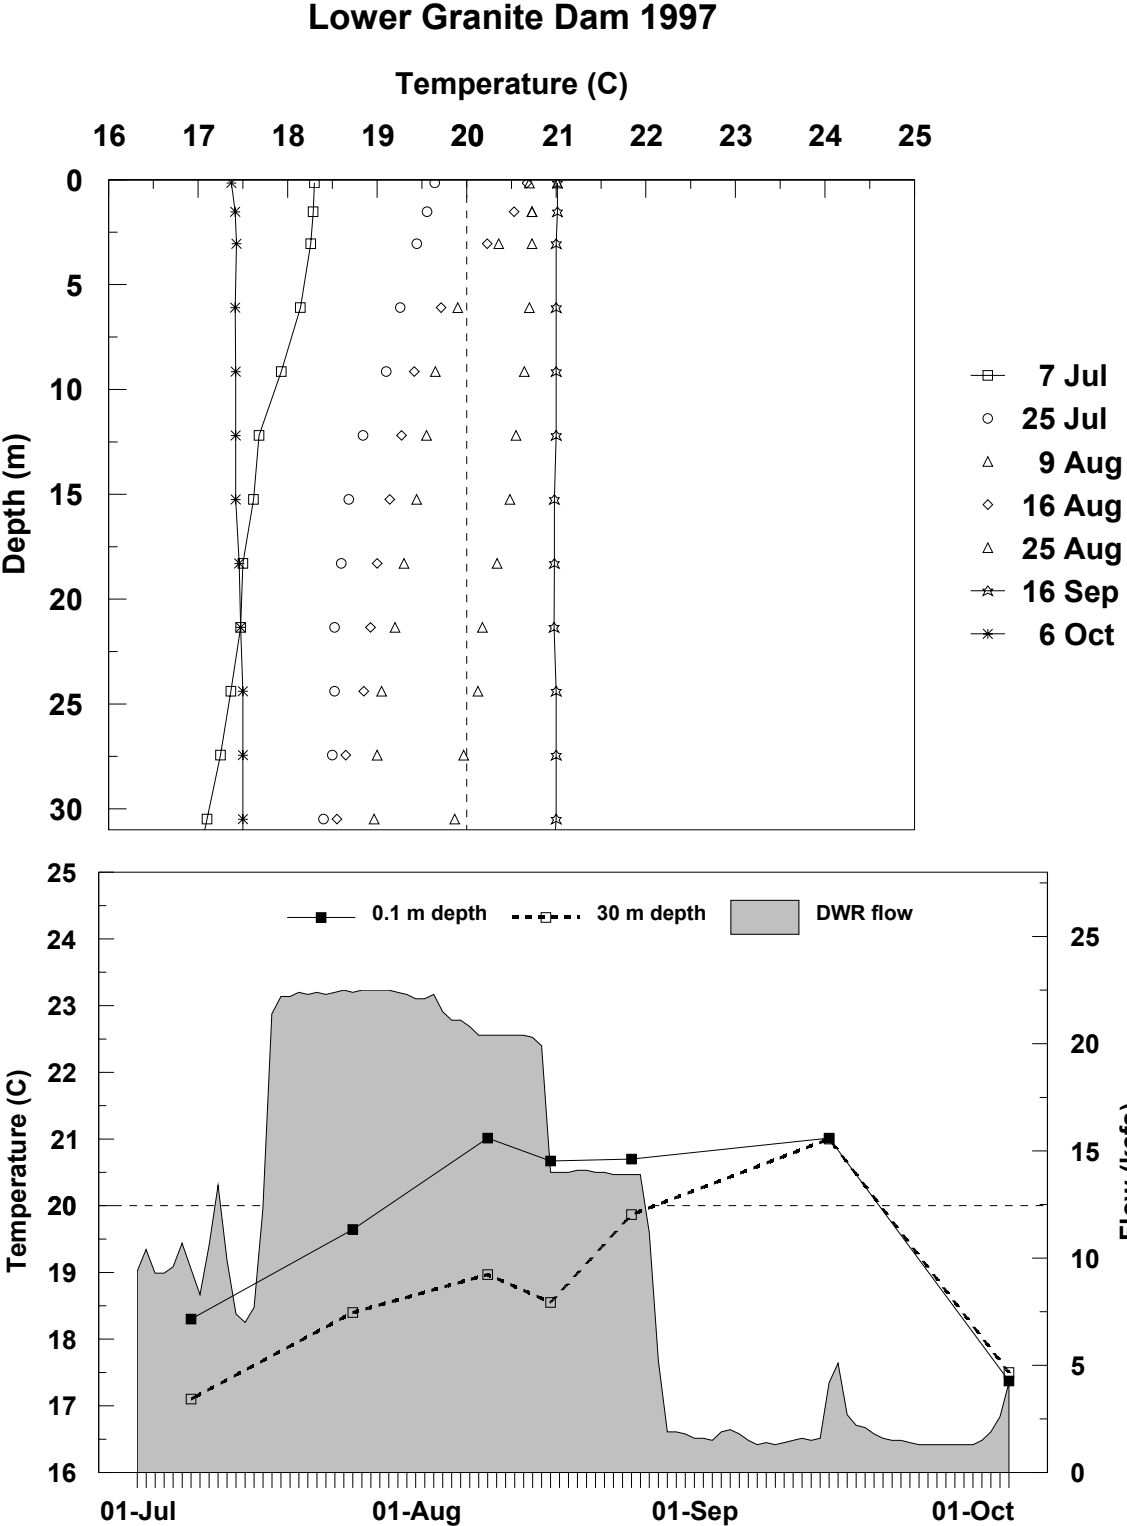 Lower Granite Dam 1997
Temperature (C)
16 17 18 19 20 21 22 23 24 25
0
5
10
15
20
25
30
Depth (m)
7 Jul
25 Jul
9 Aug
16 Aug
25 Aug
16 Sep
6 Oct
25
24
23
22
21
20
19
18
17
16
Temperature (C)
0.1 m depth 30 m depth DWR flow
25
20
15
10
5
0
01-Jul 01-Aug 01-Sep 01-Oct